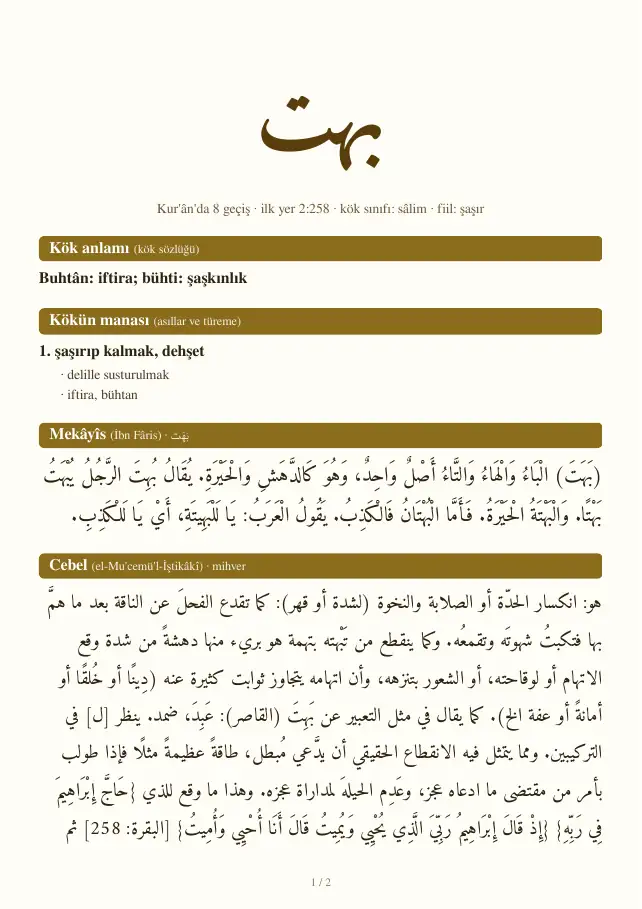 بهت
Kur'ân'da 8 geçiş · ilk yer 2:258 · kök sınıfı: sâlim · fiil: şaşır
Kök anlamı (kök sözlüğü)
Buhtân: iftira; bühti: şaşkınlık
Kökün manası (asıllar ve türeme)
1. şaşırıp kalmak, dehşet
· delille susturulmak
· iftira, bühtan
Mekâyîs (İbn Fâris) · بَهَتَ
(بَهَتَ) الْبَاءُ وَالْهَاءُ وَالتَّاءُ أَصْلٌ وَاحِدٌ، وَهُوَ كَالدَّهَشِ وَالْحَيْرَةِ. يُقَالُ بُهِتَ الرَّجُلُ يُبْهَتُ
بَهْتًا. وَالْبَهْتَةُ الْحَيْرَةُ. فَأَمَّا الْبُهْتَانُ فَالْكَذِبُ. يَقُولُ الْعَرَبُ: يَا لَلْبَهِيتَةِ، أَيْ يَا لَلْكَذِبِ.
Cebel (el-Mu'cemü'l-İştikâkî) · mihver
هو: انكسار الحدّة أو الصلابة والنخوة (لشدة أو قهر): كما تقدع الفحلَ عن الناقة بعد ما همَّ
بها فتكبتُ شهوتَه وتقمعُه. وكما ينقطع من تَبْهته بتهمة هو بريء منها دهشةً من شدة وقع
الاتهام أو لوقاحته، أو الشعور بتنزهه، وأن اتهامه يتجاوز ثوابت كثيرة عنه (دِينًا أو خُلقًا أو
أمانةً أو عفة الخ). كما يقال في مثل التعبير عن بَهِتَ (القاصر): عَبِدَ، ضمد. ينظر [ل] في
التركيبين. ومما يتمثل فيه الانقطاع الحقيقي أن يدَّعي مُبطل، طاقةً عظيمةً مثلًا فإذا طولب
بأمر من مقتضى ما ادعاه عجز، وعَدِم الحيلهَ لمداراة عجزه. وهذا ما وقع للذي {حَاجَّ إِبْرَاهِيمَ
فِي رَبِّهِ} {إِذْ قَالَ إِبْرَاهِيمُ رَبِّيَ الَّذِي يُحْيِي وَيُمِيتُ قَالَ أَنَا أُحْيِي وَأُمِيتُ} [البقرة: 258] ثم
1 / 2